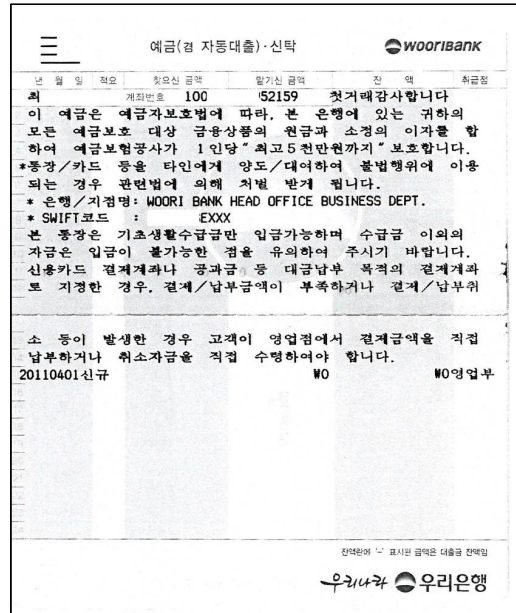 예금(겸 자동대출)·신탁 WOORIBANK
년 월 일 적요 찾으신 금액 맡기신 금액 잔 액 취급점
최 계좌번호 100 52159 첫거래감사합니다
이 예금은 예금자보호법에 따라, 본 은행에 있는 귀하의
모든 예금보호 대상 금융상품의 원금과 소정의 이자를 합
하여 예금보험공사가 1인당"최고5천만원까지"보호합니다.
*통장/카드 등을 타인에게 양도/대여하여 불법행위에 이용
되는 경우 관련법에 의해 처벌 받게 됩니다.
* 은행/지점명: WOORI BANK HEAD OFFICE BUSINESS DEPT.
* SWIFT코드 : EXXX
본 통장은 기초생활수급금만 입금가능하며 수급금 이외의
자금은 입금이 불가능한 점을 유의하여 주시기 바랍니다.
신용카드 결제계좌나 공과금 등 대금납부 목적의 결제계좌
로 지정한 경우, 결제/납부금액이 부족하거나 결제/납부취
소 등이 발생한 경우 고객이 영업점에서 결제금액을 직접
납부하거나 취소자금을 직접 수령하여야 합니다.
20110401신규 ₩0 ₩0영업부
잔액란에 '-' 표시된 금액은 대출금 잔액임
우리나라 우리은행